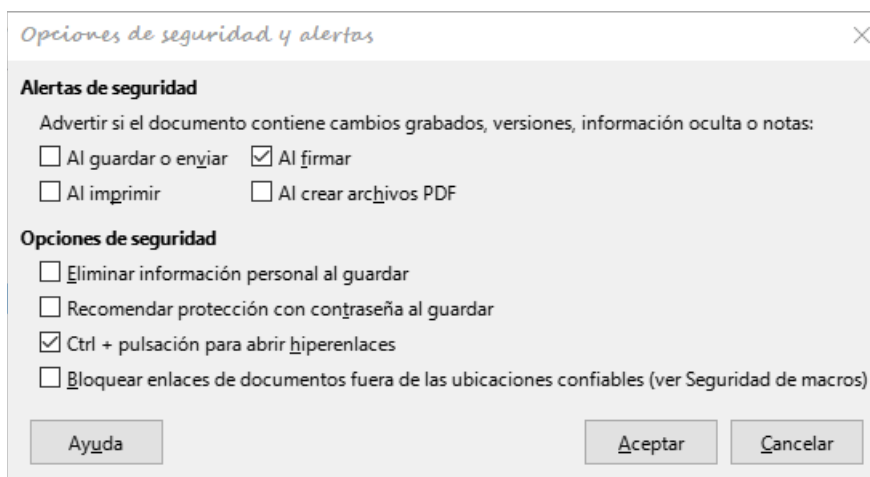 Opciones de seguridad y alertas
Alertas de seguridad
Advertir si el documento contiene cambios grabados, versiones, información oculta o notas:
Al guardar o enviar Al firmar
Al imprimir Al crear archivos PDF
Opciones de seguridad
Eliminar información personal al guardar
Recomendar protección con contraseña al guardar
Ctrl + pulsación para abrir hiperenlaces
Bloquear enlaces de documentos fuera de las ubicaciones confiables (ver Seguridad de macros)
Ayuda Aceptar Cancelar